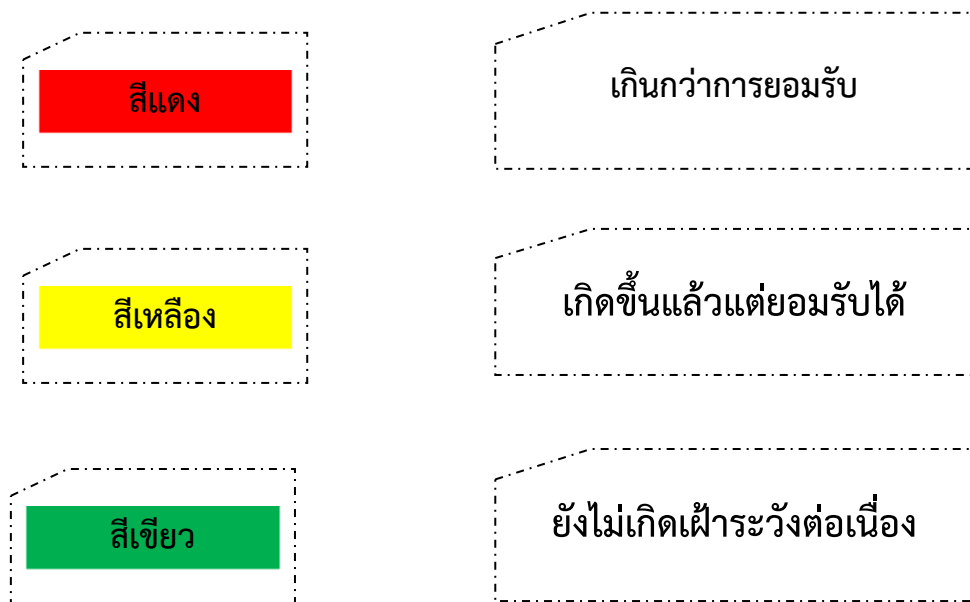 สีแดง
เกินกว่าการยอมรับ
สีเหลือง
เกิดขึ้นแล้วแต่ยอมรับได้
สีเขียว
ยังไม่เกิดเฝ้าระวังต่อเนื่อง